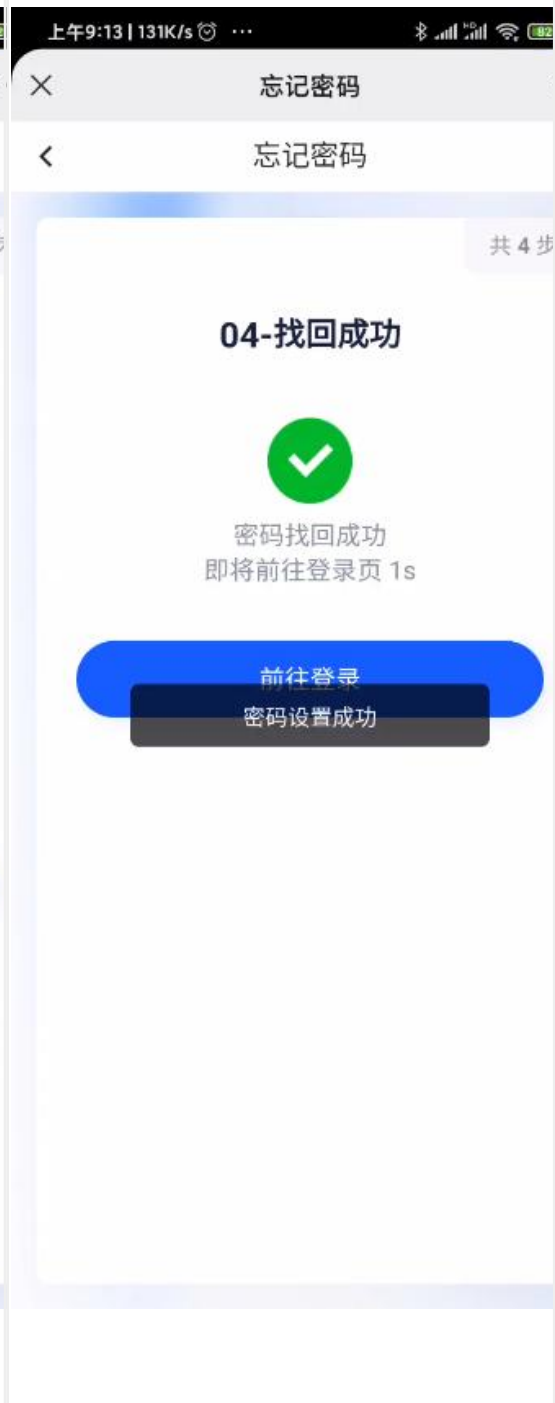 上午9:13 | 131K/s ...
82
忘记密码
忘记密码
共 4 步
04-找回成功
密码找回成功
即将前往登录页 1s
前往登录
密码设置成功